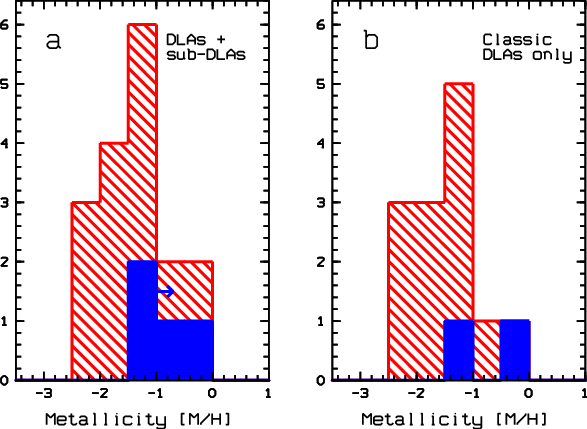 a
DLAs +
sub-DLAs
6
5
4
3
2
1
0
-3 -2 -1 0 1
Metallicity [M/H]
b
Classic
DLAs only
6
5
4
3
2
1
0
-3 -2 -1 0 1
Metallicity [M/H]